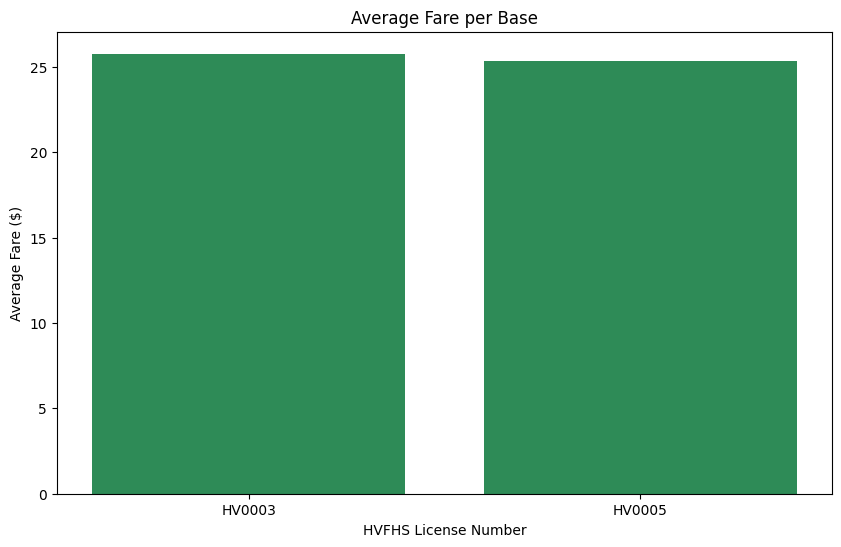 Average Fare per Base
Average Fare ($)
25
20
15
10
5
0
HV0003
HV0005
HVFHS License Number